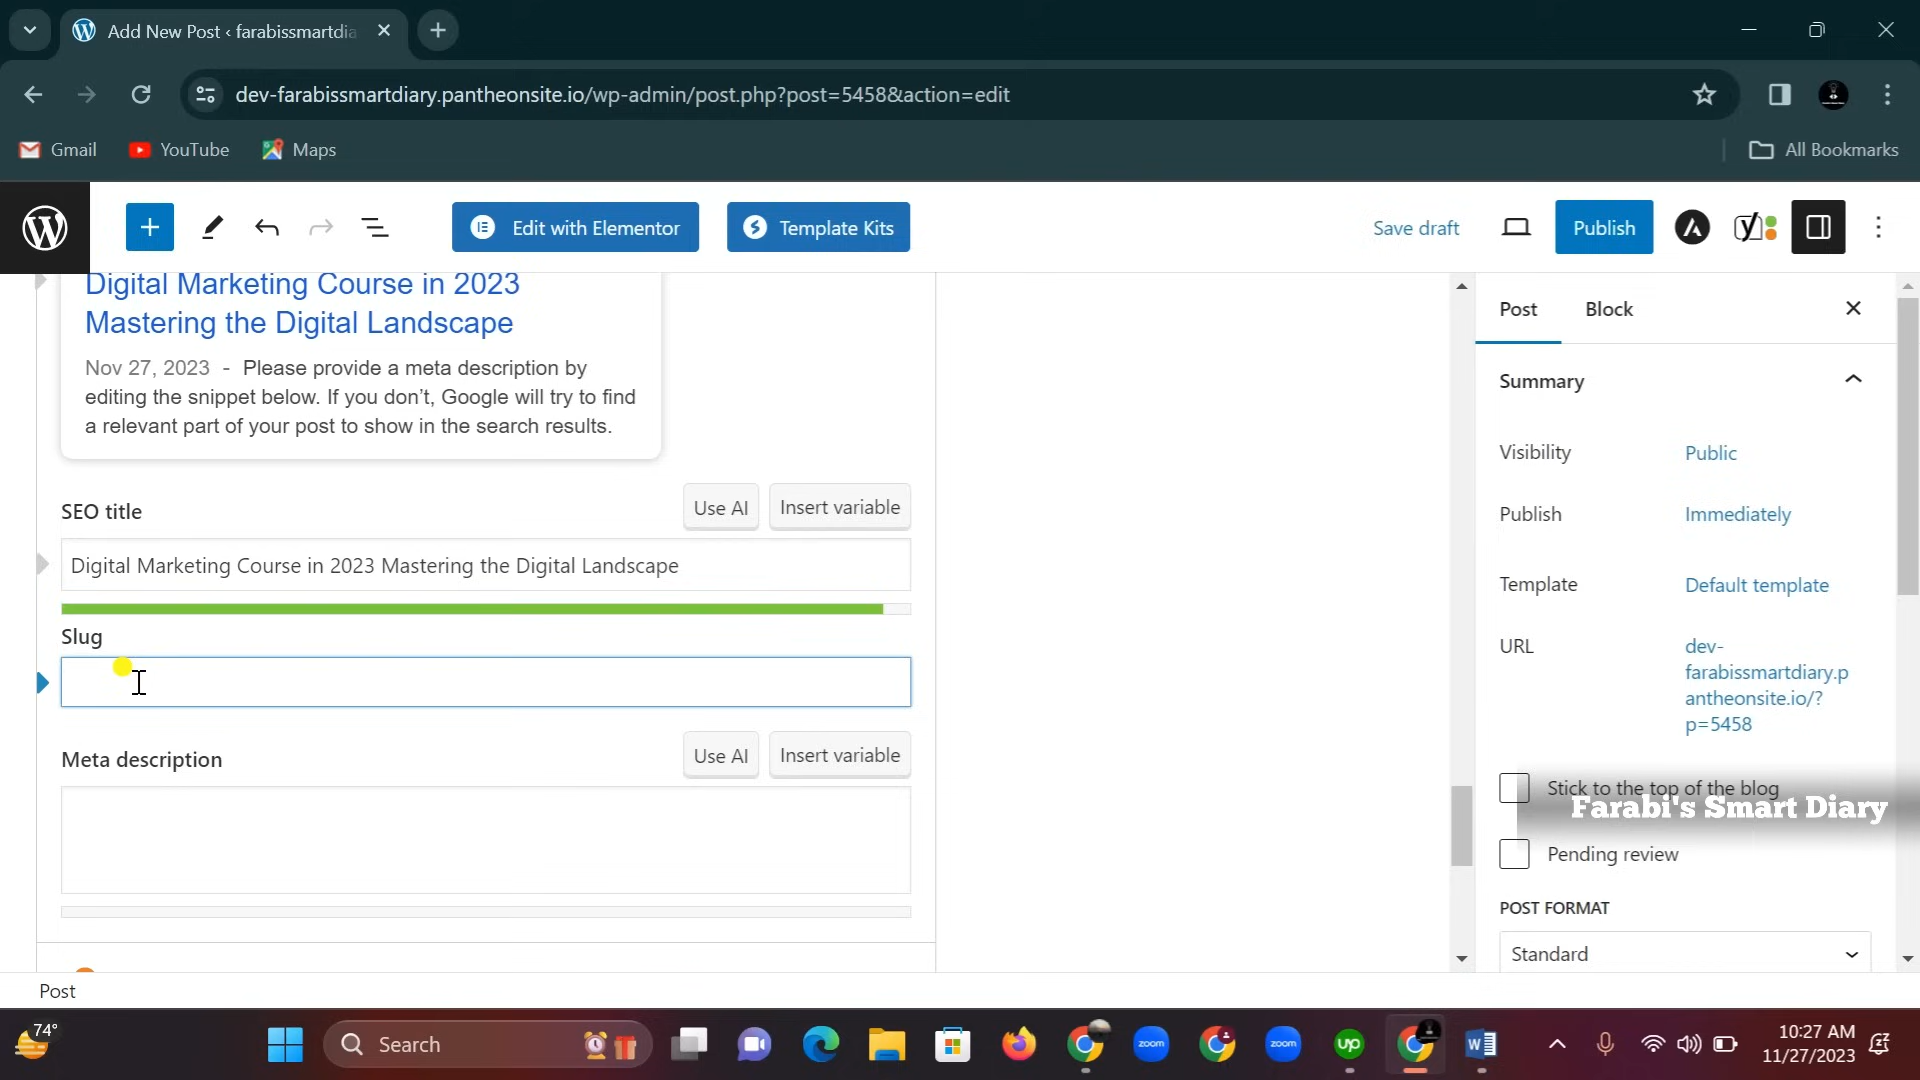 Add New Post ‹ farabissmartdia
dev-farabissmartdiary.pantheonsite.io/wp-admin/post.php?post=5458&action=edit
Gmail
YouTube
Maps
All Bookmarks
Edit with Elementor
Template Kits
Save draft
Publish
Digital Marketing Course in 2023
Mastering the Digital Landscape
Nov 27, 2023 - Please provide a meta description by
editing the snippet below. If you don’t, Google will try to find
a relevant part of your post to show in the search results.
SEO title
Use AI
Insert variable
Digital Marketing Course in 2023 Mastering the Digital Landscape
Slug
Meta description
Use AI
Insert variable
Post
Block
Summary
Visibility
Public
Publish
Immediately
Template
Default template
URL
dev-
farabissmartdiary.p
antheonsite.io/?
p=5458
Stick to the top of the blog
Farabi's Smart Diary
Pending review
POST FORMAT
Standard
Post
74°
Search
zoom
zoom
up
10:27 AM
11/27/2023